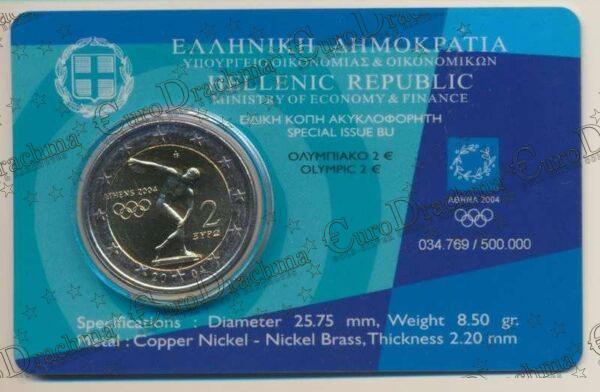 ΕΛΛΗΝΙΚΗ ΔΗΜΟΚΡΑΤΙΑ
ΥΠΟΥΡΓΕΙΟ ΟΙΚΟΝΟΜΙΑΣ & ΟΙΚΟΝΟΜΙΚΩΝ
HELLENIC REPUBLIC
MINISTRY OF ECONOMY & FINANCE
ΕΙΔΙΚΗ ΚΟΠΗ ΑΚΥΚΛΟΦΟΡΗΤΗ
SPECIAL ISSUE BU
ΟΛΥΜΠΙΑΚΟ 2 €
OLYMPIC 2 €
ATHENS 2004
2
ΕΥΡΩ
2004
ΑΘΗΝΑ 2004
034.769 / 500.000
Specifications : Diameter 25.75 mm, Weight 8.50 gr.
Metal : Copper Nickel - Nickel Brass, Thickness 2.20 mm
€uroDrachma